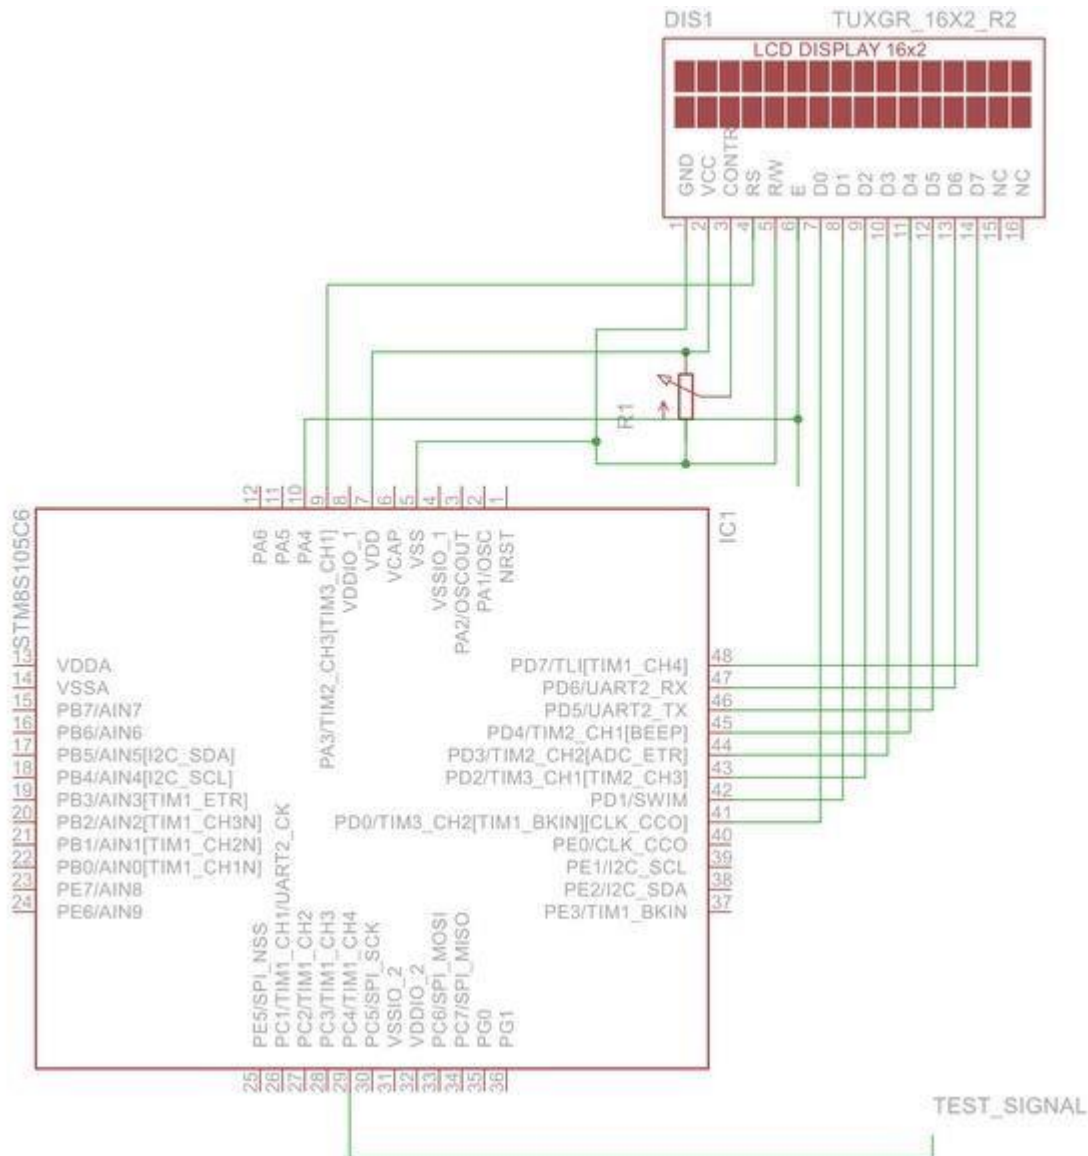 DIS1
TUXGR_16X2_R2
LCD DISPLAY 16x2
GND
VCC
CONTR
RS
R/W
E
D0
D1
D2
D3
D4
D5
D6
D7
NC
NC
1
2
3
4
5
6
7
8
9
10
11
12
13
14
15
16
R1
STM8S105C6
IC1
12
11
10
9
8
7
6
5
4
3
2
1
PA6
PA5
PA4
PA3/TIM2_CH3[TIM3_CH1]
VDDIO_1
VDD
VCAP
VSS
VSSIO_1
PA2/OSCOUT
PA1/OSC
NRST
13 VDDA
14 VSSA
15 PB7/AIN7
16 PB6/AIN6
17 PB5/AIN5[I2C_SDA]
18 PB4/AIN4[I2C_SCL]
19 PB3/AIN3[TIM1_ETR]
20 PB2/AIN2[TIM1_CH3N]
21 PB1/AIN1[TIM1_CH2N]
22 PB0/AIN0[TIM1_CH1N]
23 PE7/AIN8
24 PE6/AIN9
PD7/TLI[TIM1_CH4] 48
PD6/UART2_RX 47
PD5/UART2_TX 46
PD4/TIM2_CH1[BEEP] 45
PD3/TIM2_CH2[ADC_ETR] 44
PD2/TIM3_CH1[TIM2_CH3] 43
PD1/SWIM 42
PD0/TIM3_CH2[TIM1_BKIN][CLK_CCO] 41
PE0/CLK_CCO 40
PE1/I2C_SCL 39
PE2/I2C_SDA 38
PE3/TIM1_BKIN 37
PE5/SPI_NSS
PC1/TIM1_CH1/UART2_CK
PC2/TIM1_CH2
PC3/TIM1_CH3
PC4/TIM1_CH4
PC5/SPI_SCK
VSSIO_2
VDDIO_2
PC6/SPI_MOSI
PC7/SPI_MISO
PG0
PG1
25
26
27
28
29
30
31
32
33
34
35
36
TEST_SIGNAL